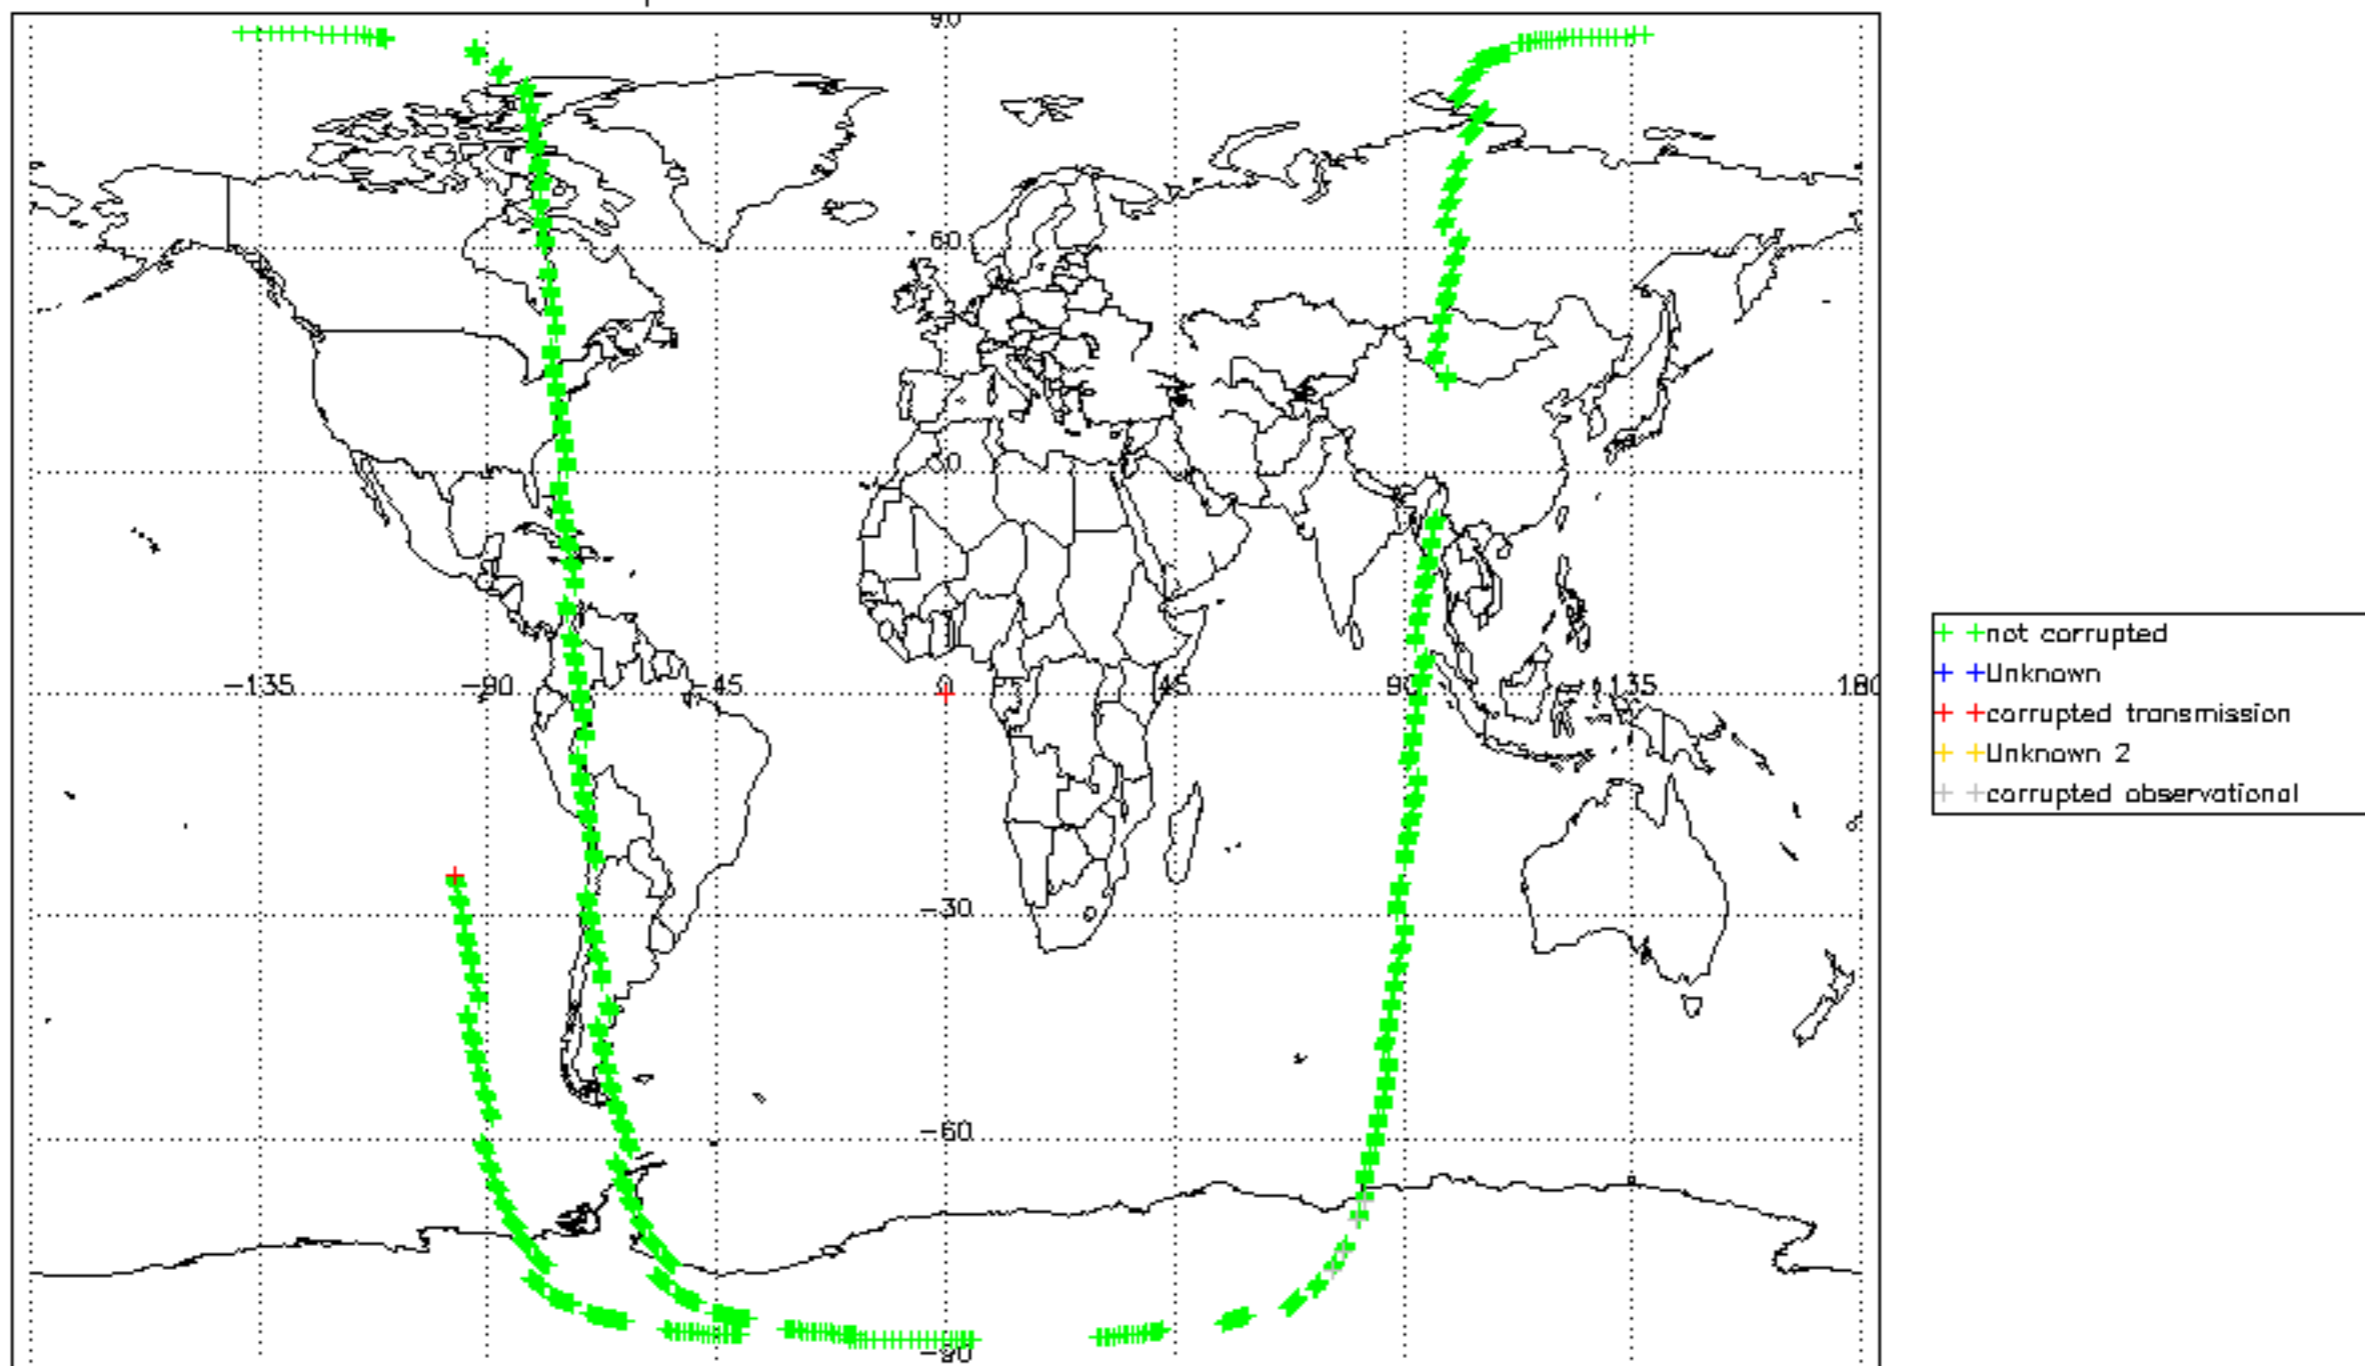 90
60
30
-135 -90 -45 0 45 90 135 180
-30
-60
-90
not corrupted
Unknown
corrupted transmission
Unknown 2
corrupted observational